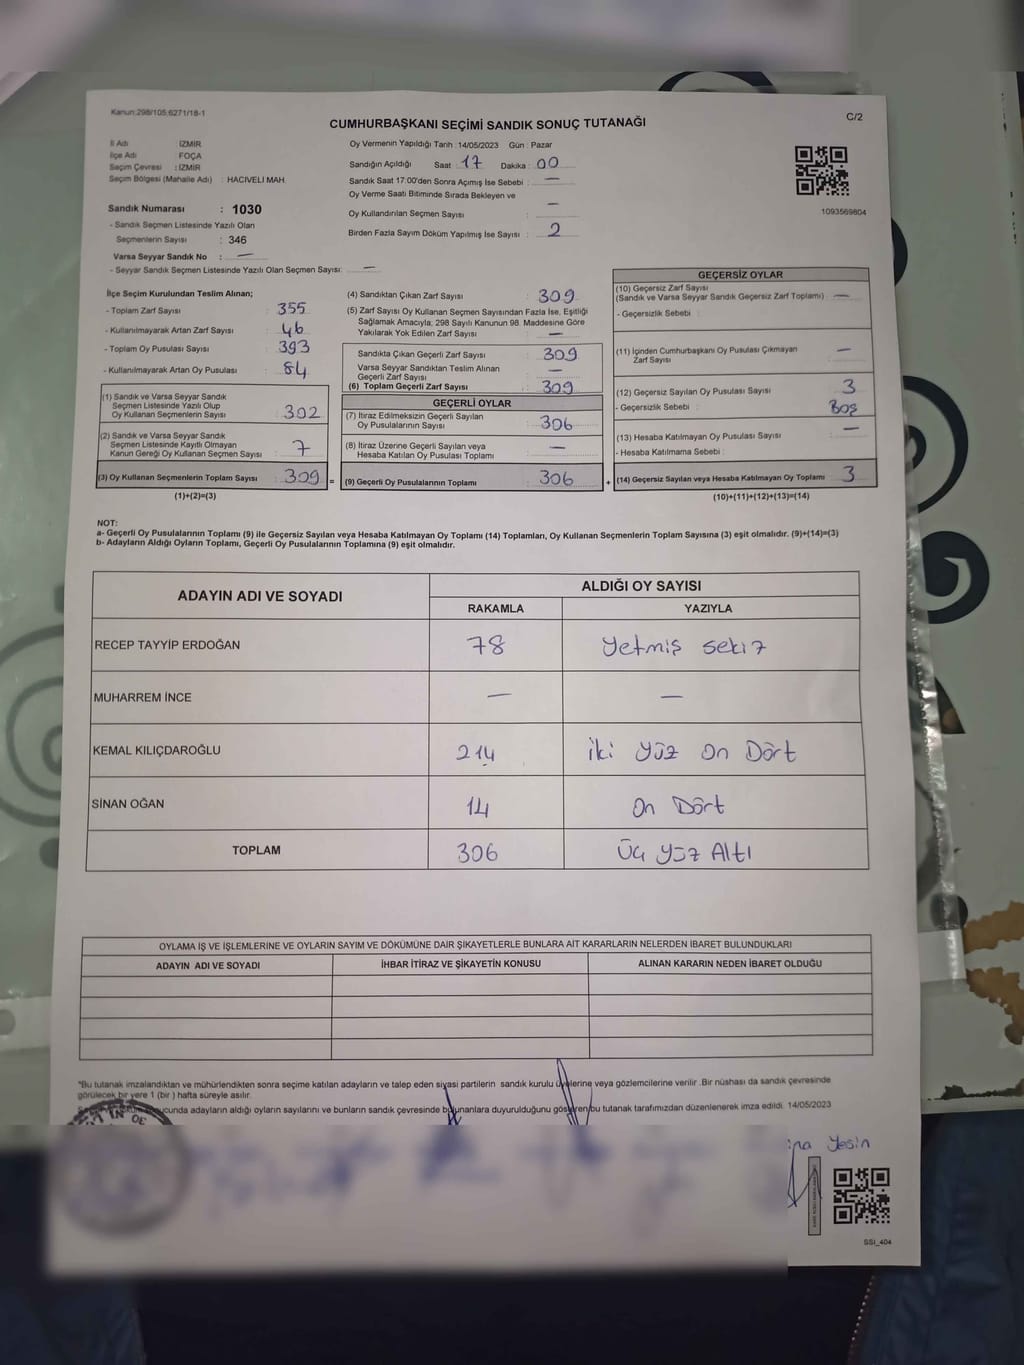 Kanun:298/105;6271/18-1
C/2
CUMHURBAŞKANI SEÇİMİ SANDIK SONUÇ TUTANAĞI
İl Adı İZMİR
İlçe Adı FOÇA
Seçim Çevresi : İZMİR
Seçim Bölgesi (Mahalle Adı) : HACIVELİ MAH.
Sandık Numarası : 1030
- Sandık Seçmen Listesinde Yazılı Olan
Seçmenlerin Sayısı : 346
Varsa Seyyar Sandık No : —
- Seyyar Sandık Seçmen Listesinde Yazılı Olan Seçmen Sayısı: —
Oy Vermenin Yapıldığı Tarih : 14/05/2023 Gün : Pazar
Sandığın Açıldığı Saat : 17 Dakika : 00
Sandık Saat 17:00'den Sonra Açımış İse Sebebi : —
Oy Verme Saati Bitiminde Sırada Bekleyen ve
Oy Kullandırılan Seçmen Sayısı : —
Birden Fazla Sayım Döküm Yapılmış İse Sayısı : 2
1093569804
İlçe Seçim Kurulundan Teslim Alınan;
- Toplam Zarf Sayısı : 355
- Kullanılmayarak Artan Zarf Sayısı : 46
- Toplam Oy Pusulası Sayısı : 393
- Kullanılmayarak Artan Oy Pusulası : 84
(1) Sandık ve Varsa Seyyar Sandık
Seçmen Listesinde Yazılı Olup
Oy Kullanan Seçmenlerin Sayısı : 302
(2) Sandık ve Varsa Seyyar Sandık
Seçmen Listesinde Kayıtlı Olmayan
Kanun Gereği Oy Kullanan Seçmen Sayısı : 7
(3) Oy Kullanan Seçmenlerin Toplam Sayısı : 309 =
(1)+(2)=(3)
(4) Sandıktan Çıkan Zarf Sayısı : 309
(5) Zarf Sayısı Oy Kullanan Seçmen Sayısından Fazla İse, Eşitliği
Sağlamak Amacıyla; 298 Sayılı Kanunun 98. Maddesine Göre
Yakılarak Yok Edilen Zarf Sayısı : —
Sandıkta Çıkan Geçerli Zarf Sayısı : 309
Varsa Seyyar Sandıktan Teslim Alınan
Geçerli Zarf Sayısı : —
(6) Toplam Geçerli Zarf Sayısı : 309
GEÇERLİ OYLAR
(7) İtiraz Edilmeksizin Geçerli Sayılan
Oy Pusulalarının Sayısı : 306
(8) İtiraz Üzerine Geçerli Sayılan veya
Hesaba Katılan Oy Pusulası Toplamı : —
(9) Geçerli Oy Pusulalarının Toplamı : 306 +
GEÇERSİZ OYLAR
(10) Geçersiz Zarf Sayısı
(Sandık ve Varsa Seyyar Sandık Geçersiz Zarf Toplamı) : —
- Geçersizlik Sebebi :
(11) İçinden Cumhurbaşkanı Oy Pusulası Çıkmayan
Zarf Sayısı : —
(12) Geçersiz Sayılan Oy Pusulası Sayısı : 3
- Geçersizlik Sebebi : Boş
(13) Hesaba Katılmayan Oy Pusulası Sayısı : —
- Hesaba Katılmama Sebebi :
(14) Geçersiz Sayılan veya Hesaba Katılmayan Oy Toplamı : 3
(10)+(11)+(12)+(13)=(14)
NOT:
a- Geçerli Oy Pusulalarının Toplamı (9) ile Geçersiz Sayılan veya Hesaba Katılmayan Oy Toplamı (14) Toplamları, Oy Kullanan Seçmenlerin Toplam Sayısına (3) eşit olmalıdır. (9)+(14)=(3)
b- Adayların Aldığı Oyların Toplamı, Geçerli Oy Pusulalarının Toplamına (9) eşit olmalıdır.
ADAYIN ADI VE SOYADI ALDIĞI OY SAYISI
RAKAMLA YAZIYLA
RECEP TAYYİP ERDOĞAN 78 Yetmiş sekiz
MUHARREM İNCE — —
KEMAL KILIÇDAROĞLU 214 İki yüz On Dört
SİNAN OĞAN 14 On Dört
TOPLAM 306 Üç yüz Altı
OYLAMA İŞ VE İŞLEMLERİNE VE OYLARIN SAYIM VE DÖKÜMÜNE DAİR ŞİKAYETLERLE BUNLARA AİT KARARLARIN NELERDEN İBARET BULUNDUKLARI
ADAYIN ADI VE SOYADI İHBAR İTİRAZ VE ŞİKAYETİN KONUSU ALINAN KARARIN NEDEN İBARET OLDUĞU
*Bu tutanak imzalandıktan ve mühürlendikten sonra seçime katılan adayların ve talep eden siyasi partilerin sandık kurulu üyelerine veya gözlemcilerine verilir .Bir nüshası da sandık çevresinde
görülecek bir yere 1 (bir ) hafta süreyle asılır.
adayların aldığı oyların sayılarını ve bunların sandık çevresinde bulunanlara duyurulduğunu gösteren bu tutanak tarafımızdan düzenlenerek imza edildi. 14/05/2023
Yesin
SSI_404